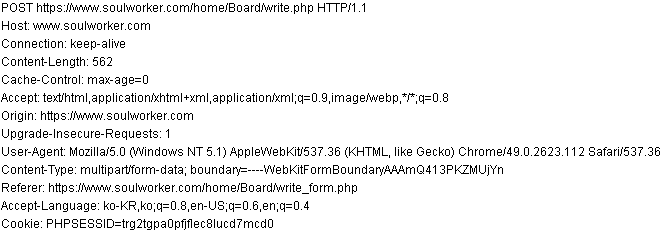 POST https://www.soulworker.com/home/Board/write.php HTTP/1.1
Host: www.soulworker.com
Connection: keep-alive
Content-Length: 562
Cache-Control: max-age=0
Accept: text/html,application/xhtml+xml,application/xml;q=0.9,image/webp,*/*;q=0.8
Origin: https://www.soulworker.com
Upgrade-Insecure-Requests: 1
User-Agent: Mozilla/5.0 (Windows NT 5.1) AppleWebKit/537.36 (KHTML, like Gecko) Chrome/49.0.2623.112 Safari/537.36
Content-Type: multipart/form-data; boundary=----WebKitFormBoundaryAAAmQ413PKZMUjYn
Referer: https://www.soulworker.com/home/Board/write_form.php
Accept-Language: ko-KR,ko;q=0.8,en-US;q=0.6,en;q=0.4
Cookie: PHPSESSID=trg2tgpa0pfjflec8lucd7mcd0